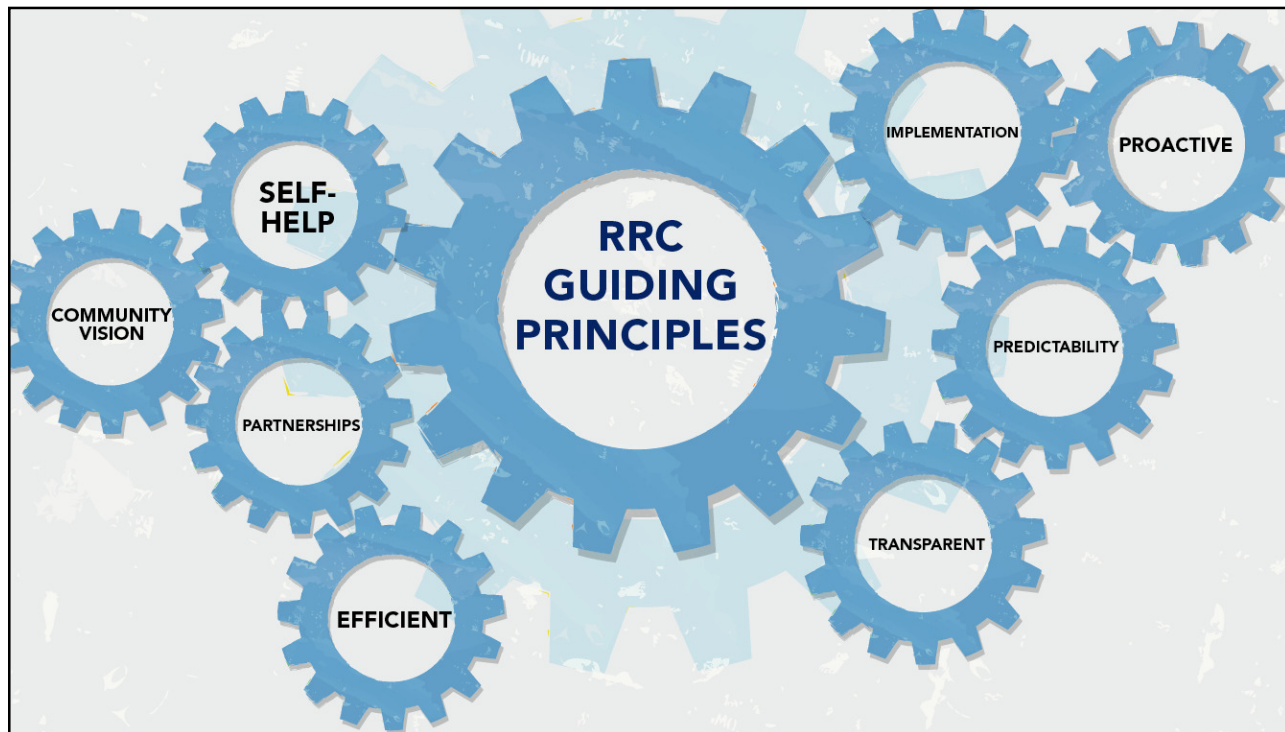 RRC
GUIDING
PRINCIPLES
SELF-
HELP
COMMUNITY
VISION
PARTNERSHIPS
EFFICIENT
IMPLEMENTATION
PROACTIVE
PREDICTABILITY
TRANSPARENT